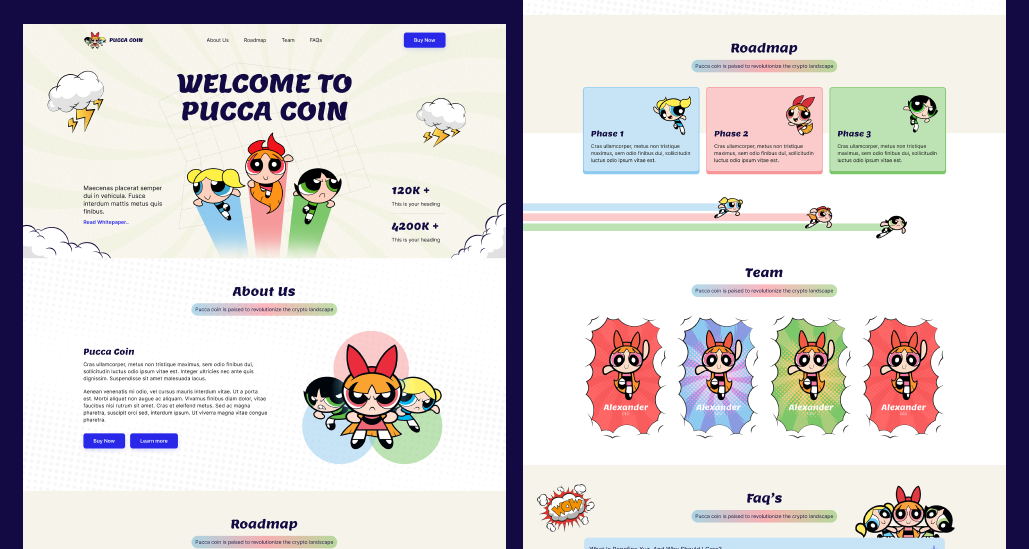 PUCCA COIN
About Us
Roadmap
Team
FAQs
Buy Now
WELCOME TO
PUCCA COIN
Maecenas placerat semper
dui in vehicula. Fusce
interdum mattis metus quis
finibus.
Read Whitepaper..
120K +
This is your heading
4200K +
This is your heading
About Us
Pucca coin is paised to revolutionize the crypto landscape
Pucca Coin
Cras ullamcorper, metus non tristique maximus, sem odio finibus dui,
sollicitudin luctus odio ipsum vitae est. Integer ultricies nec ante quis
dignissim. Suspendisse sit amet malesuada lacus.
Aenean venenatis mi odio, vel cursus mauris interdum vitae. Ut a porta
est. Morbi aliquet non augue ac aliquam. Vivamus finibus diam dolor, vitae
faucibus nisi rutrum et. Cras at eleifend metus. Sed ac magna
pharetra, suscipit orci sed, interdum ipsum. Ut viverra magna vitae congue
pharetra.
Buy Now
Learn more
Roadmap
Pucca coin is paised to revolutionize the crypto landscape
Roadmap
Pucca coin is paised to revolutionize the crypto landscape
Phase 1
Cras ullamcorper, metus non tristique
maximus, sem odio finibus dui, sollicitudin
luctus odio ipsum vitae est.
Phase 2
Cras ullamcorper, metus non tristique
maximus, sem odio finibus dui, sollicitudin
luctus odio ipsum vitae est.
Phase 3
Cras ullamcorper, metus non tristique
maximus, sem odio finibus dui, sollicitudin
luctus odio ipsum vitae est.
Team
Pucca coin is paised to revolutionize the crypto landscape
Alexander
Alexander
Alexander
Alexander
WOW
Faq's
Pucca coin is paised to revolutionize the crypto landscape